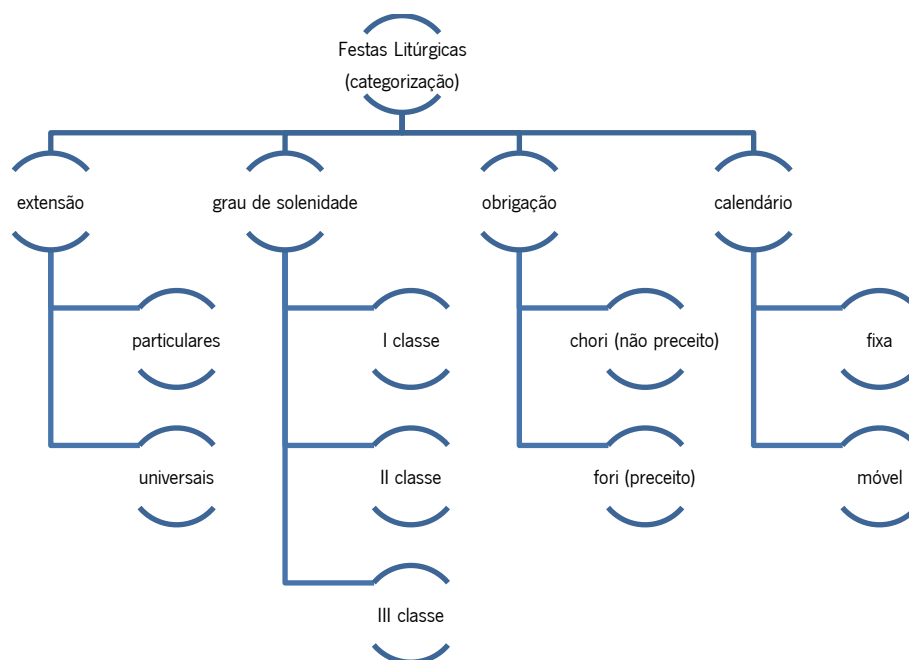 Festas Litúrgicas
(categorização)
extensão
grau de solenidade
obrigação
calendário
particulares
I classe
chori (não preceito)
fixa
universais
II classe
fori (preceito)
móvel
III classe